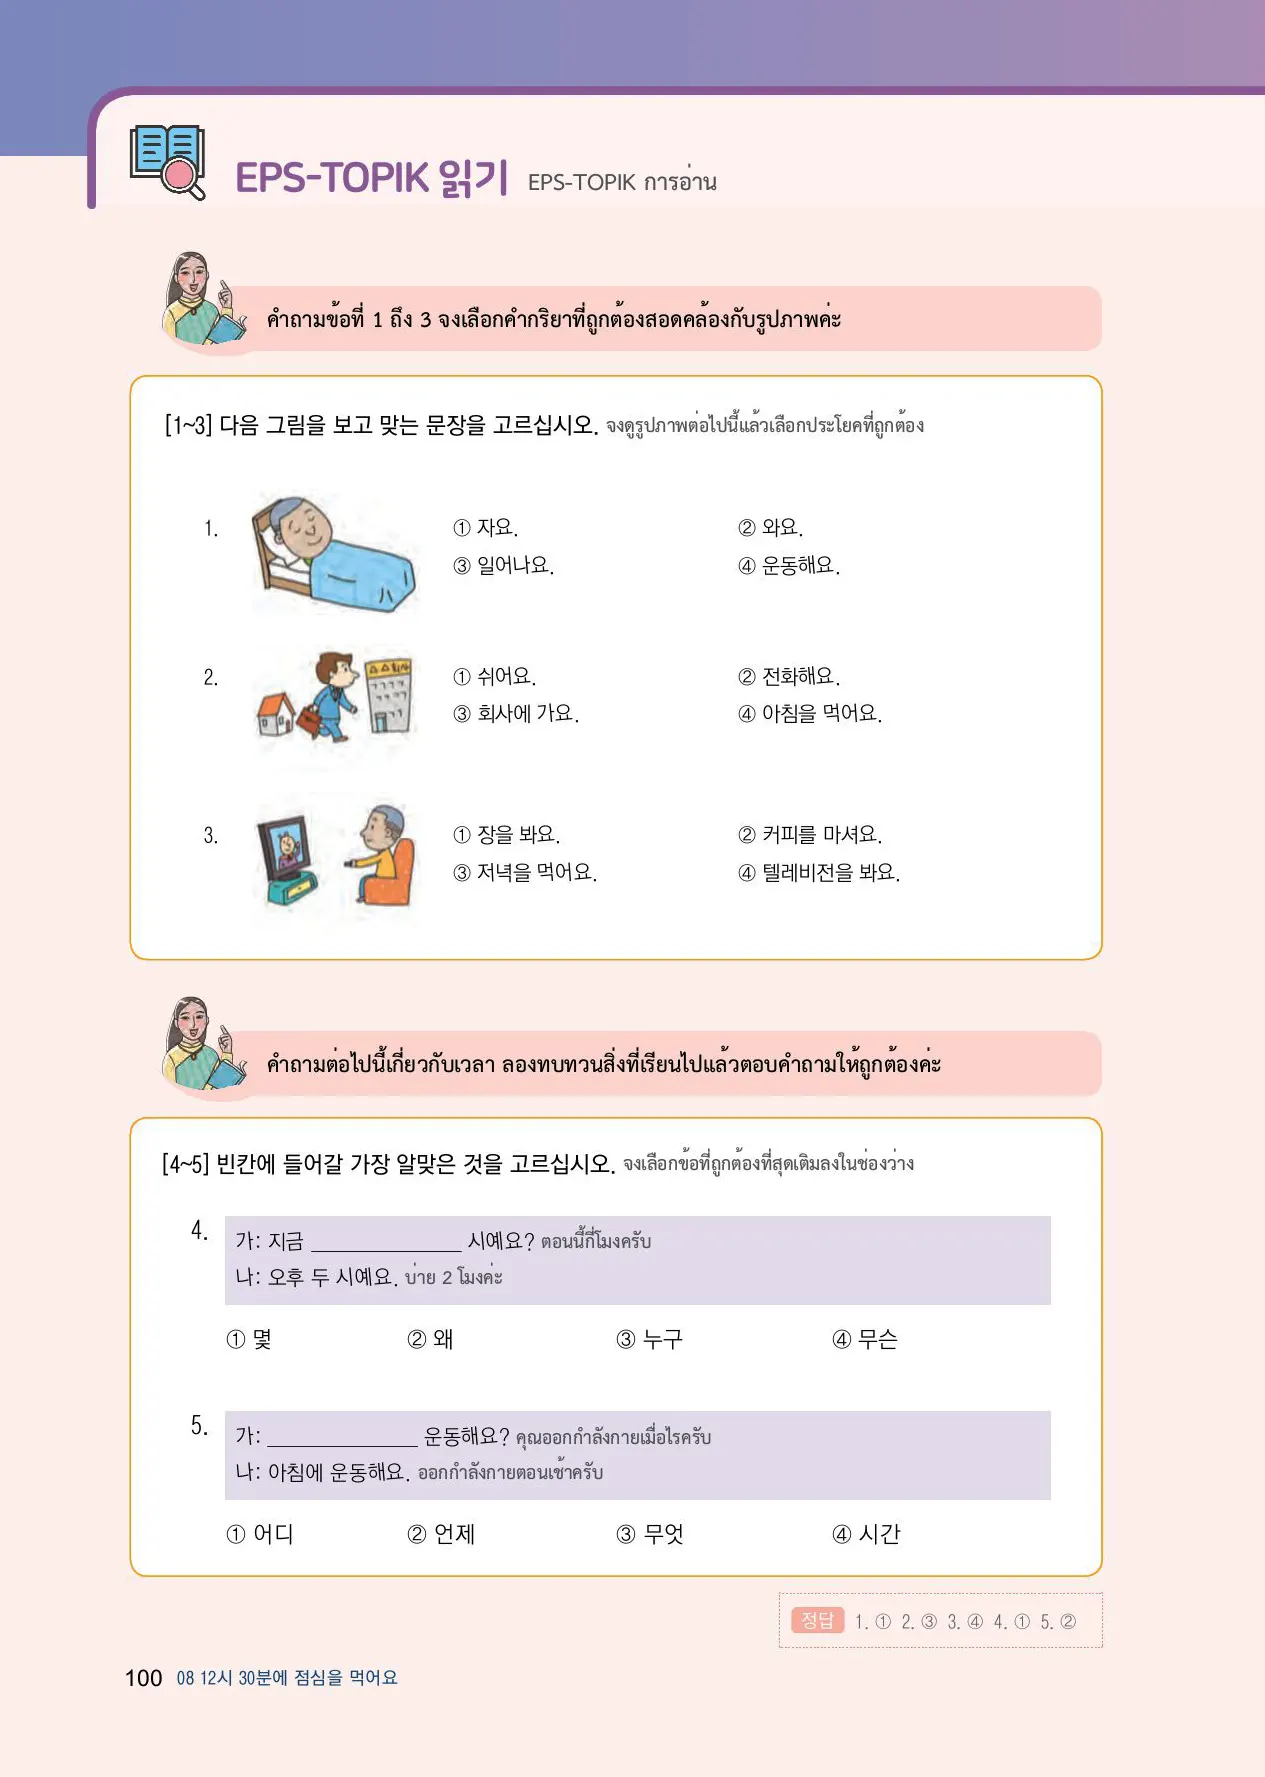 EPS-TOPIK 읽기 EPS-TOPIK การอ่าน
คำถามข้อที่ 1 ถึง 3 จงเลือกคำกริยาที่ถูกต้องสอดคล้องกับรูปภาพค่ะ
[1~3] 다음 그림을 보고 맞는 문장을 고르십시오. จงดูรูปภาพต่อไปนี้แล้วเลือกประโยคที่ถูกต้อง
1. ① 자요. ② 와요.
③ 일어나요. ④ 운동해요.
회사
2. ① 쉬어요. ② 전화해요.
③ 회사에 가요. ④ 아침을 먹어요.
3. ① 장을 봐요. ② 커피를 마셔요.
③ 저녁을 먹어요. ④ 텔레비전을 봐요.
คำถามต่อไปนี้เกี่ยวกับเวลา ลองทบทวนสิ่งที่เรียนไปแล้วตอบคำถามให้ถูกต้องค่ะ
[4~5] 빈칸에 들어갈 가장 알맞은 것을 고르십시오. จงเลือกข้อที่ถูกต้องที่สุดเติมลงในช่องว่าง
4. 가: 지금 ______________ 시예요? ตอนนี้กี่โมงครับ
나: 오후 두 시예요. บ่าย 2 โมงค่ะ
① 몇 ② 왜 ③ 누구 ④ 무슨
5. 가: ______________ 운동해요? คุณออกกำลังกายเมื่อไรครับ
나: 아침에 운동해요. ออกกำลังกายตอนเช้าครับ
① 어디 ② 언제 ③ 무엇 ④ 시간
정답 1. ① 2. ③ 3. ④ 4. ① 5. ②
100 08 12시 30분에 점심을 먹어요